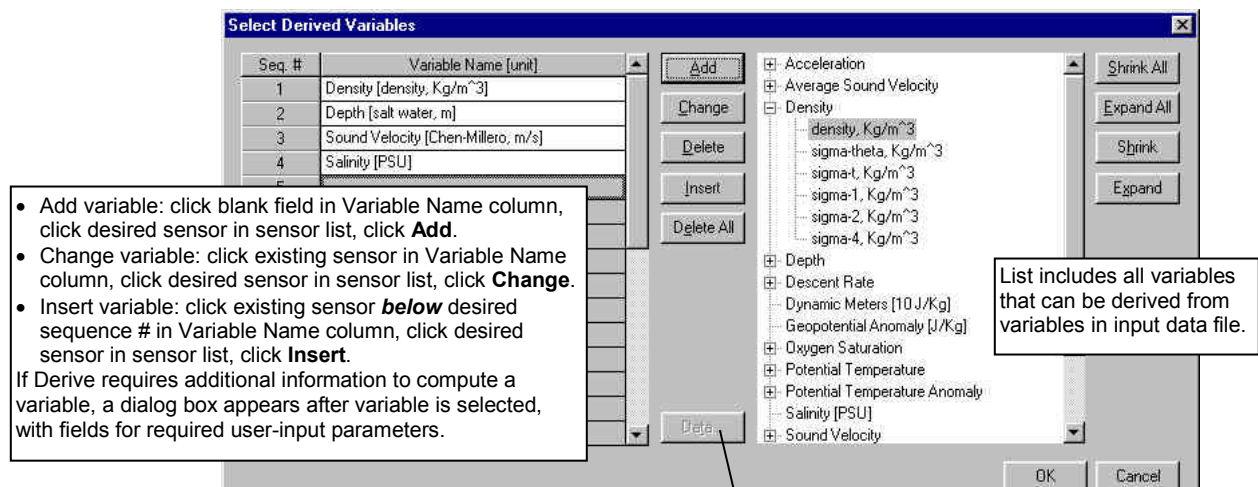 Select Derived Variables
Seq. # Variable Name [unit]
1 Density [density, Kg/m^3]
2 Depth [salt water, m]
3 Sound Velocity [Chen-Millero, m/s]
4 Salinity [PSU]
• Add variable: click blank field in Variable Name column,
click desired sensor in sensor list, click Add.
• Change variable: click existing sensor in Variable Name
column, click desired sensor in sensor list, click Change.
• Insert variable: click existing sensor below desired
sequence # in Variable Name column, click desired
sensor in sensor list, click Insert.
If Derive requires additional information to compute a
variable, a dialog box appears after variable is selected,
with fields for required user-input parameters.
Add
Change
Delete
Insert
Delete All
Data...
Acceleration
Average Sound Velocity
Density
density, Kg/m^3
sigma-theta, Kg/m^3
sigma-t, Kg/m^3
sigma-1, Kg/m^3
sigma-2, Kg/m^3
sigma-4, Kg/m^3
Depth
Descent Rate
Dynamic Meters [10 J/Kg]
Geopotential Anomaly [J/Kg]
Oxygen Saturation
Potential Temperature
Potential Temperature Anomaly
Salinity [PSU]
Sound Velocity
Shrink All
Expand All
Shrink
Expand
List includes all variables
that can be derived from
variables in input data file.
OK Cancel